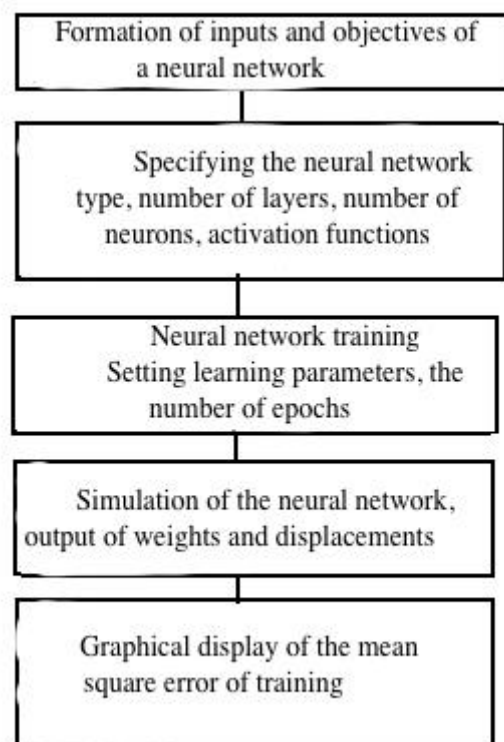 Formation of inputs and objectives of
a neural network
Specifying the neural network
type, number of layers, number of
neurons, activation functions
Neural network training
Setting learning parameters, the
number of epochs
Simulation of the neural network,
output of weights and displacements
Graphical display of the mean
square error of training